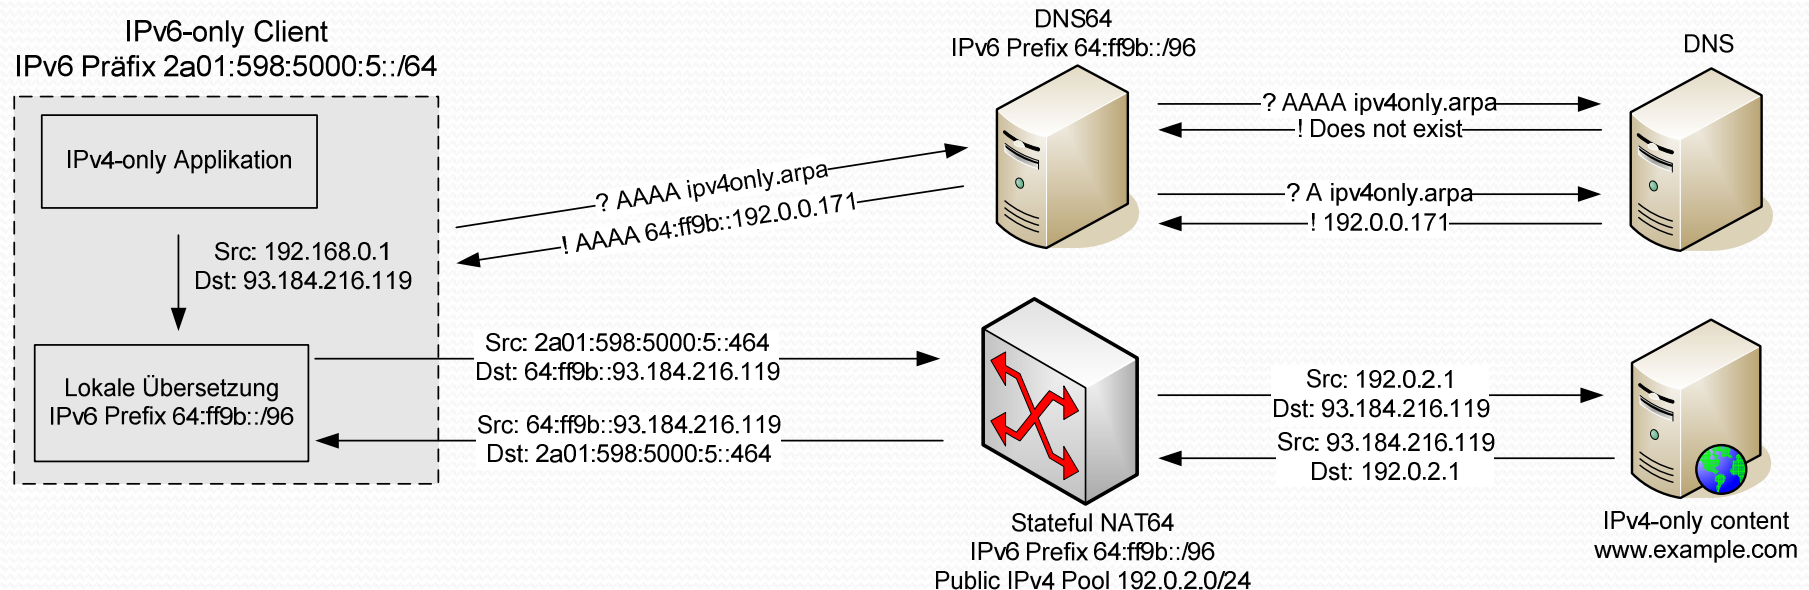 IPv6-only Client
IPv6 Präfix 2a01:598:5000:5::/64
IPv4-only Applikation
Src: 192.168.0.1
Dst: 93.184.216.119
Lokale Übersetzung
IPv6 Prefix 64:ff9b::/96
? AAAA ipv4only.arpa
! AAAA 64:ff9b::192.0.0.171
Src: 2a01:598:5000:5::464
Dst: 64:ff9b::93.184.216.119
Src: 64:ff9b::93.184.216.119
Dst: 2a01:598:5000:5::464
DNS64
IPv6 Prefix 64:ff9b::/96
? AAAA ipv4only.arpa
! Does not exist
? A ipv4only.arpa
! 192.0.0.171
DNS
Stateful NAT64
IPv6 Prefix 64:ff9b::/96
Public IPv4 Pool 192.0.2.0/24
Src: 192.0.2.1
Dst: 93.184.216.119
Src: 93.184.216.119
Dst: 192.0.2.1
IPv4-only content
www.example.com